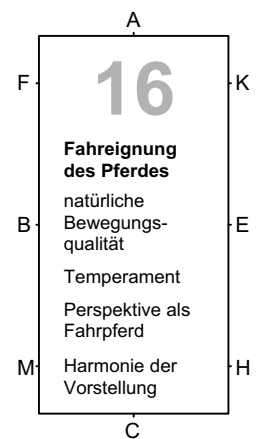 A
F
K
16
Fahreignung
des Pferdes
natürliche
B
Bewegungs-
E
qualität
Temperament
Perspektive als
Fahrpferd
M
Harmonie der
H
Vorstellung
C